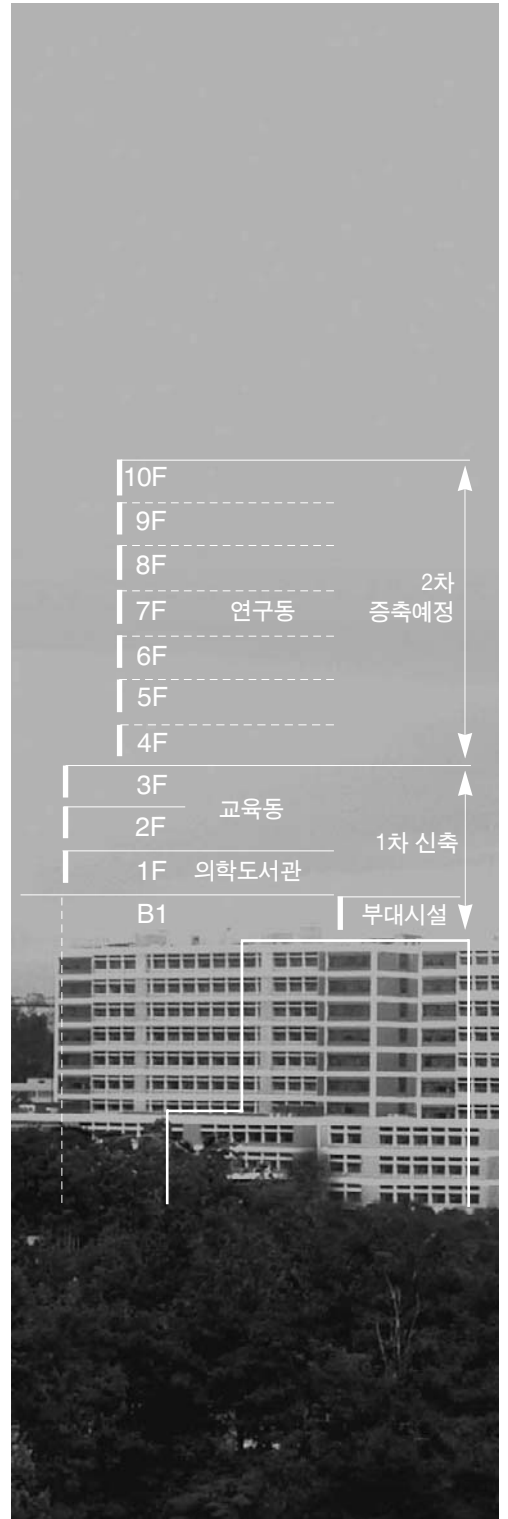 10F
9F
8F
2차
7F 연구동 증축예정
6F
5F
4F
3F
교육동
2F
1차 신축
1F 의학도서관
B1 부대시설